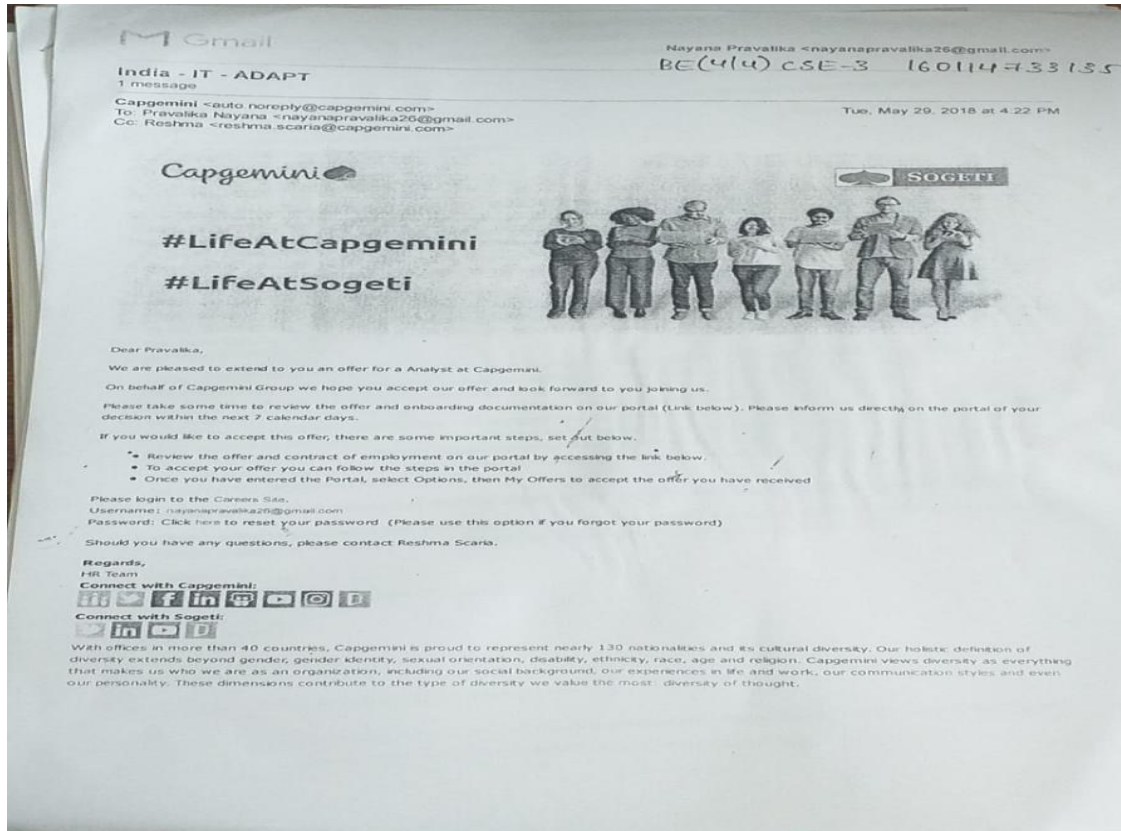 Gmail
Nayana Pravalika <nayanapravalika26@gmail.com>
BE(4/4) CSE-3 160114733135
India - IT - ADAPT
1 message
Capgemini <auto.noreply@capgemini.com>
Tue, May 29, 2018 at 4:22 PM
To: Pravalika Nayana <nayanapravalika26@gmail.com>
Cc: Reshma <reshma.scaria@capgemini.com>
Capgemini
SOGETI
#LifeAtCapgemini
#LifeAtSogeti
Dear Pravalika,
We are pleased to extend to you an offer for a Analyst at Capgemini.
On behalf of Capgemini Group we hope you accept our offer and look forward to you joining us.
Please take some time to review the offer and onboarding documentation on our portal (Link below). Please inform us directly on the portal of your
decision within the next 7 calendar days.
If you would like to accept this offer, there are some important steps, set out below.
• Review the offer and contract of employment on our portal by accessing the link below.
• To accept your offer you can follow the steps in the portal
• Once you have entered the Portal, select Options, then My Offers to accept the offer you have received
Please login to the Careers Site.
Username: nayanapravalika26@gmail.com
Password: Click here to reset your password (Please use this option if you forgot your password)
Should you have any questions, please contact Reshma Scaria.
Regards,
HR Team
Connect with Capgemini:
f in D
Connect with Sogeti:
in D
With offices in more than 40 countries, Capgemini is proud to represent nearly 130 nationalities and its cultural diversity. Our holistic definition of
diversity extends beyond gender, gender identity, sexual orientation, disability, ethnicity, race, age and religion. Capgemini views diversity as everything
that makes us who we are as an organization, including our social background, our experiences in life and work, our communication styles and even
our personality. These dimensions contribute to the type of diversity we value the most: diversity of thought.